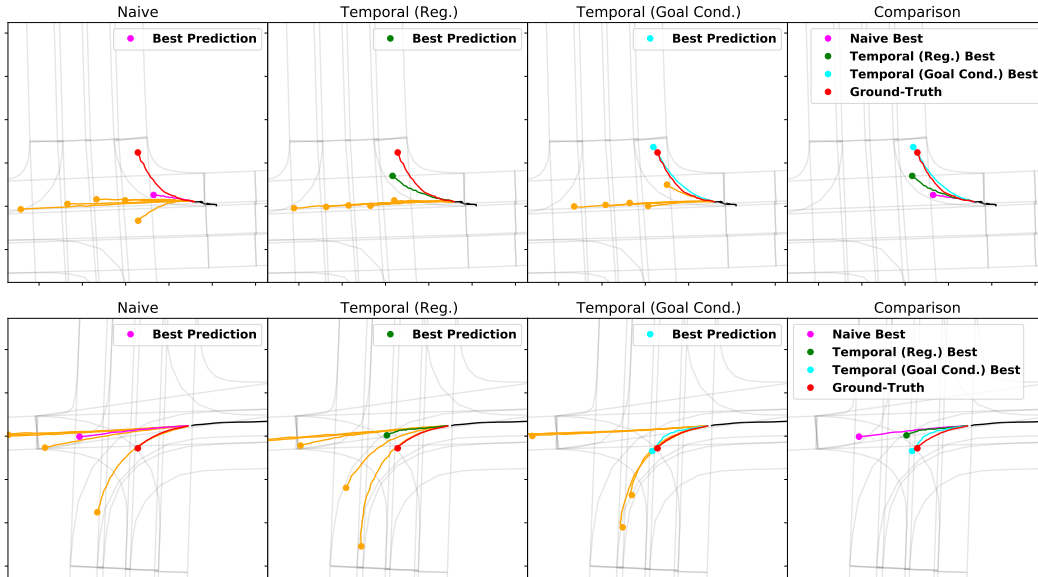 Naive
Temporal (Reg.)
Temporal (Goal Cond.)
Comparison
Best Prediction
Best Prediction
Best Prediction
Naive Best
Temporal (Reg.) Best
Temporal (Goal Cond.) Best
Ground-Truth
Naive
Temporal (Reg.)
Temporal (Goal Cond.)
Comparison
Best Prediction
Best Prediction
Best Prediction
Naive Best
Temporal (Reg.) Best
Temporal (Goal Cond.) Best
Ground-Truth